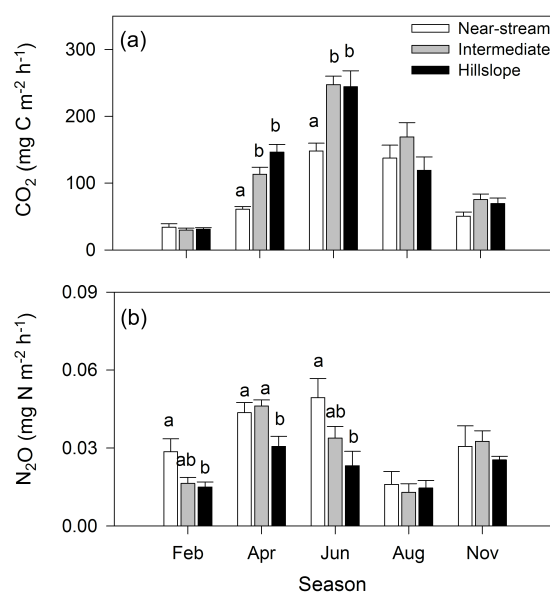 (a)
Near-stream
Intermediate
Hillslope
300
200
100
0
CO2 (mg C m-2 h-1)
a
b
b
a
b
b
(b)
0.09
0.06
0.03
0.00
N2O (mg N m-2 h-1)
a
ab
b
a
a
b
a
ab
b
Feb Apr Jun Aug Nov
Season